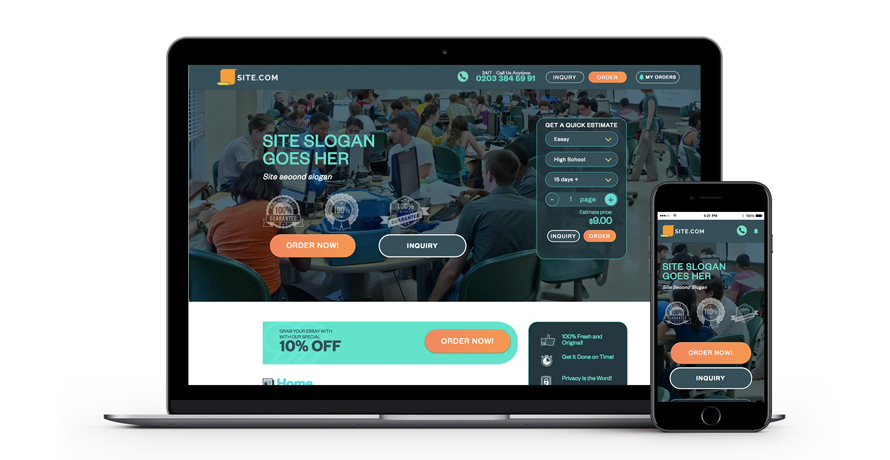 SITE.COM
24/7 - Call Us Anytime
0203 384 59 91
INQURY
ORDER
MY ORDERS
SITE SLOGAN
GOES HER
Site second slogan
100%
GUARANTEE
100%
100%
ORDER NOW!
INQUIRY
GET A QUICK ESTIMATE
Essay
High School
15 days +
- 1 page +
Estimate price:
$9.00
INQUIRY
ORDER
GRAB YOUR ESSAY WITH
WITH OUR SPECIAL
10% OFF
ORDER NOW!
100% Fresh and
Original!
Get It Done on Time!
Privacy Is the Word!
Home
4:21 PM
100%
SITE.COM
SITE SLOGAN
GOES HER
Site Second Slogan
100%
100%
100%
ORDER NOW!
INQUIRY